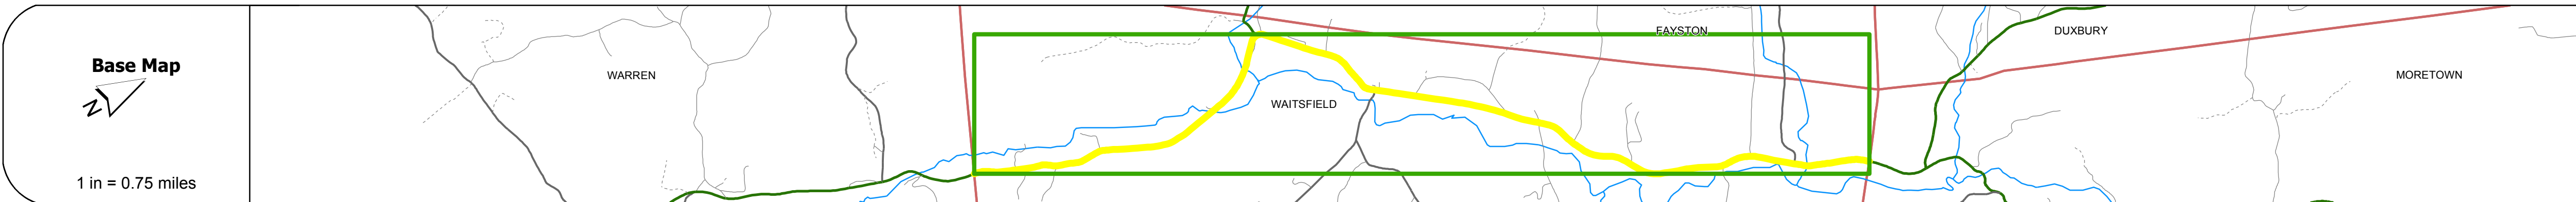 Base Map
N
1 in = 0.75 miles
WARREN
WAITSFIELD
FAYSTON
DUXBURY
MORETOWN